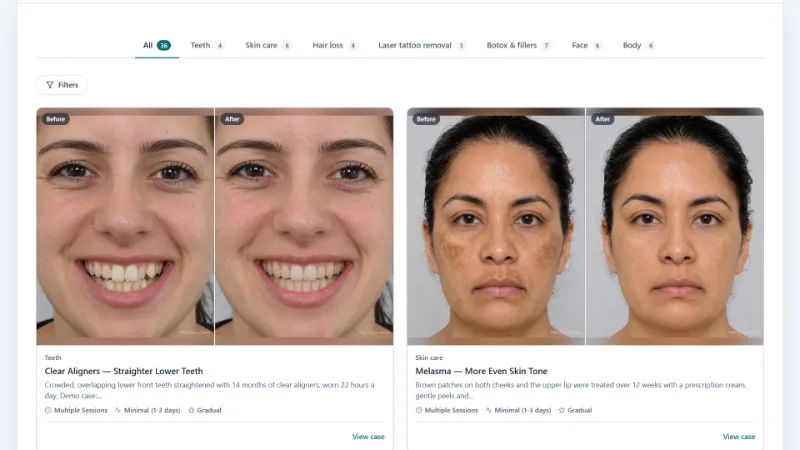 All 36 Teeth 4 Skin care 6 Hair loss 4 Laser tattoo removal 3 Botox & fillers 7 Face 6 Body 6
Filters
Before After
Before After
Teeth
Clear Aligners — Straighter Lower Teeth
Crowded, overlapping lower front teeth straightened with 14 months of clear aligners, worn 22 hours a
day. Demo case:...
Multiple Sessions Minimal (1-3 days) Gradual
View case
Skin care
Melasma — More Even Skin Tone
Brown patches on both cheeks and the upper lip were treated over 12 weeks with a prescription cream,
gentle peels and...
Multiple Sessions Minimal (1-3 days) Gradual
View case